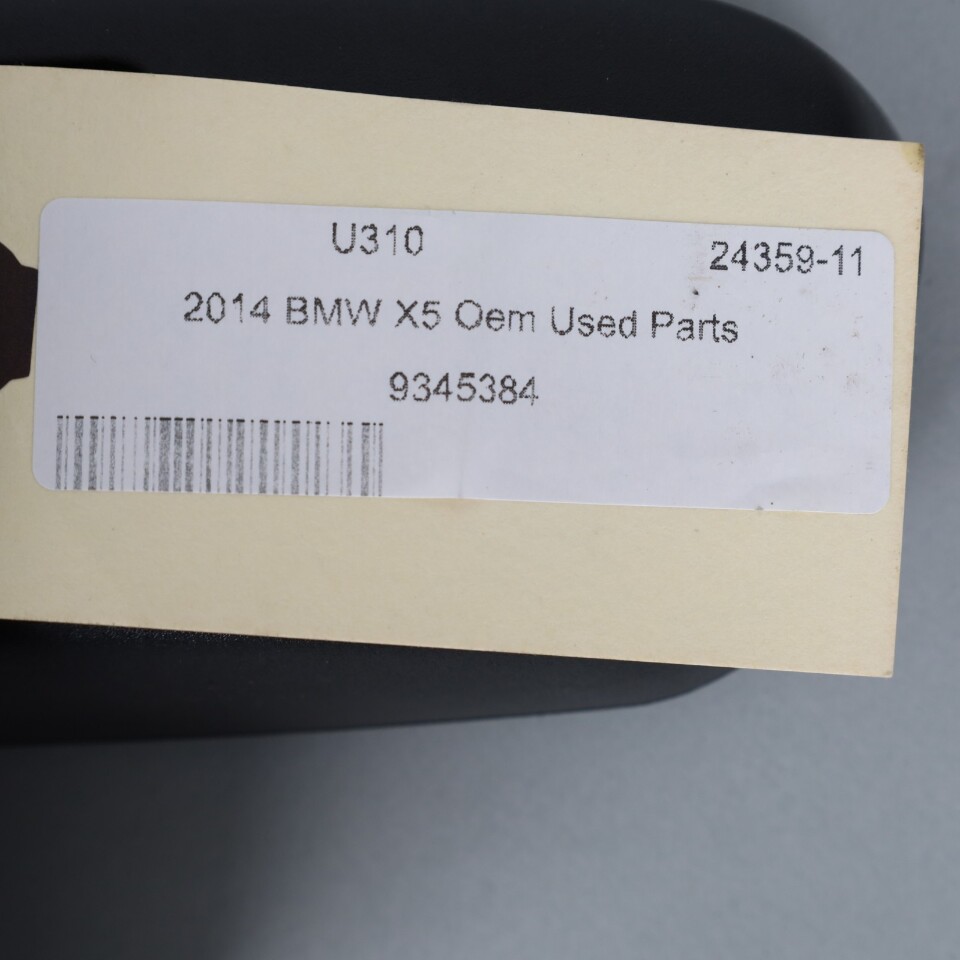 U310 24359-11
2014 BMW X5 Oem Used Parts
9345384